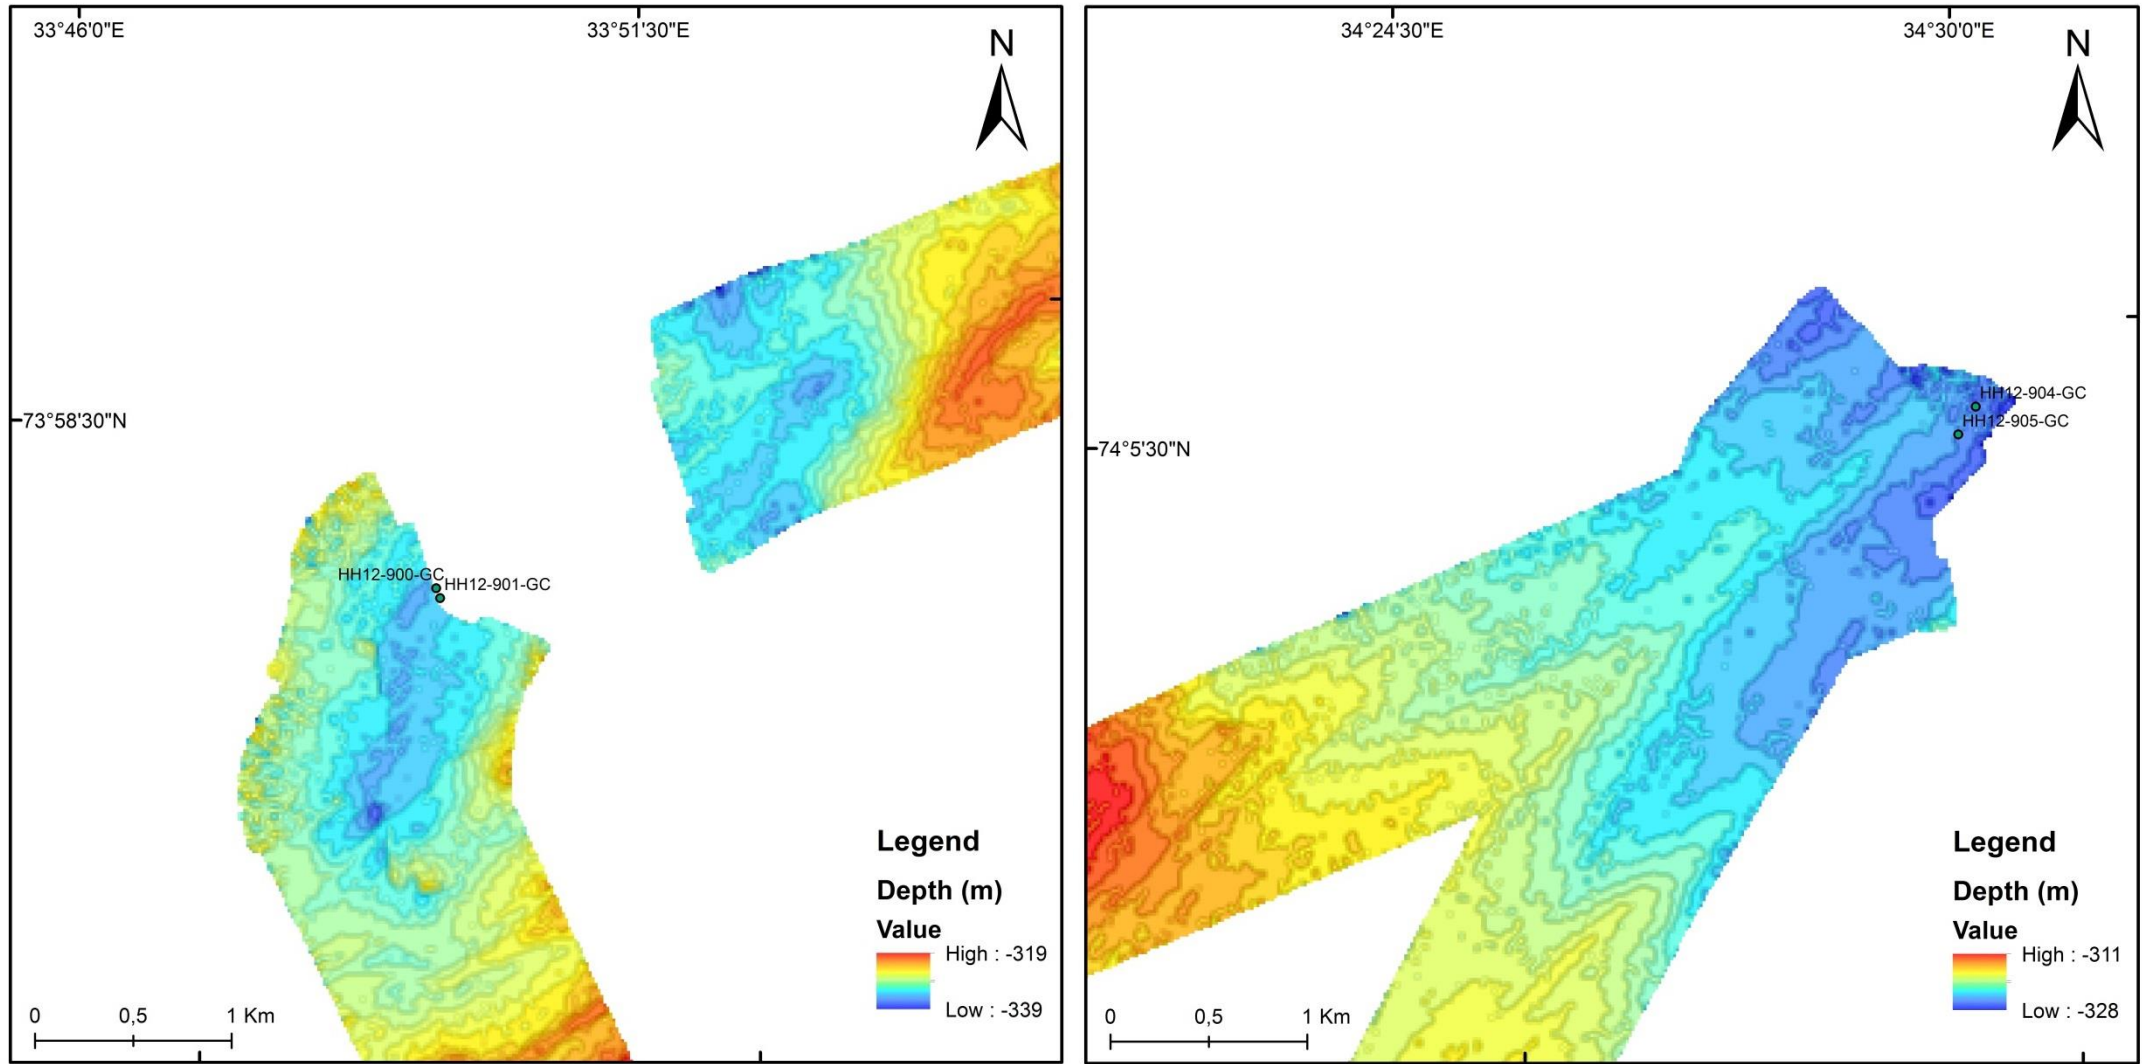 33°46'0"E
33°51'30"E
N
73°58'30"N
HH12-900-GC
HH12-901-GC
Legend
Depth (m)
Value
High : -319
Low : -339
0 0,5 1 Km
34°24'30"E
34°30'0"E
N
74°5'30"N
HH12-904-GC
HH12-905-GC
Legend
Depth (m)
Value
High : -311
Low : -328
0 0,5 1 Km